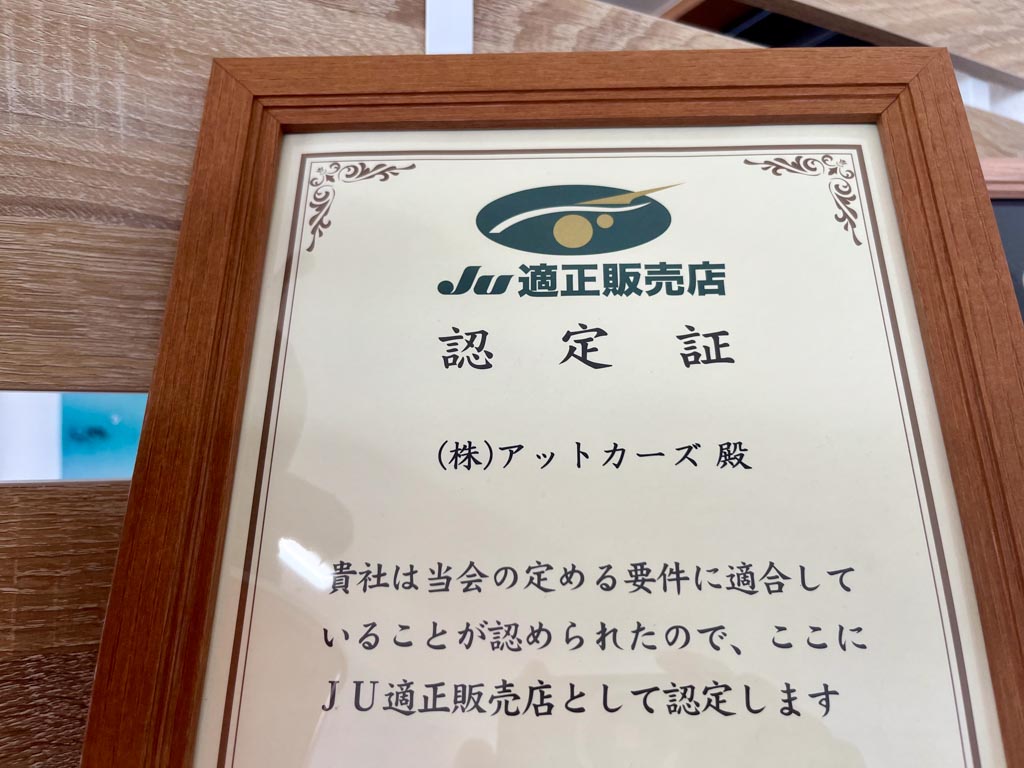 Ju 適正販売店
認定証
(株)アットカーズ 殿
貴社は当会の定める要件に適合して
いることが認められたので、ここに
JU適正販売店として認定します